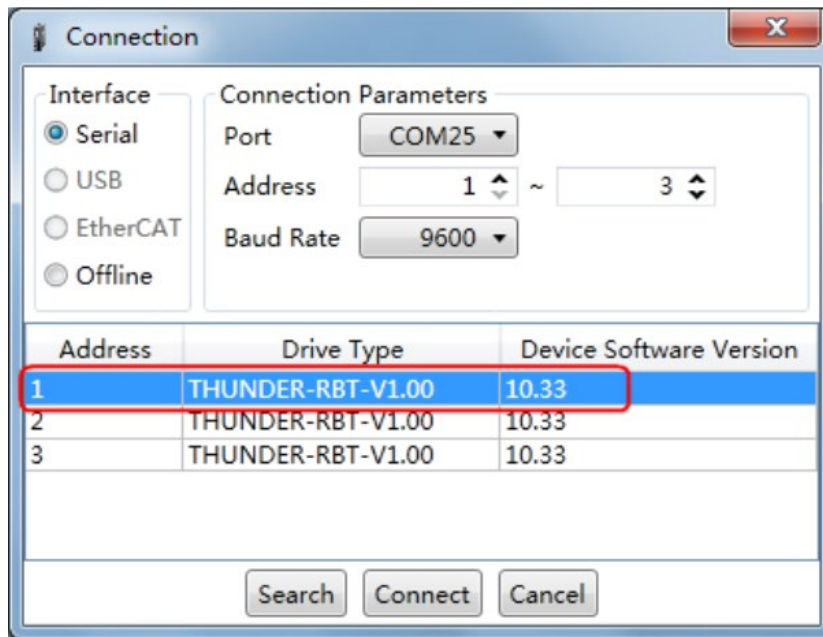 Connection
Interface
Serial
USB
EtherCAT
Offline
Connection Parameters
Port COM25
Address 1 ~ 3
Baud Rate 9600
Address Drive Type Device Software Version
1 THUNDER-RBT-V1.00 10.33
2 THUNDER-RBT-V1.00 10.33
3 THUNDER-RBT-V1.00 10.33
Search Connect Cancel